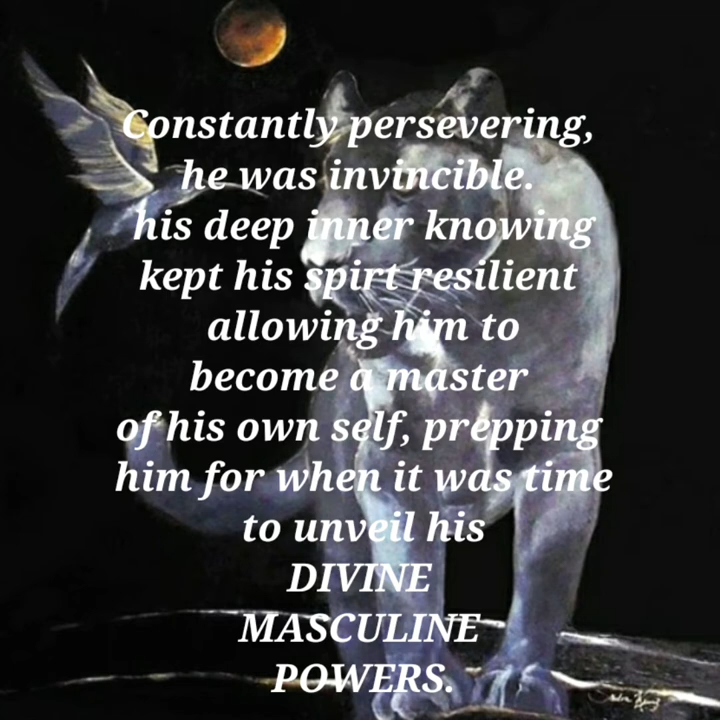 Constantly persevering,
he was invincible.
his deep inner knowing
kept his spirt resilient
allowing him to
become a master
of his own self, prepping
him for when it was time
to unveil his
DIVINE
MASCULINE
POWERS.